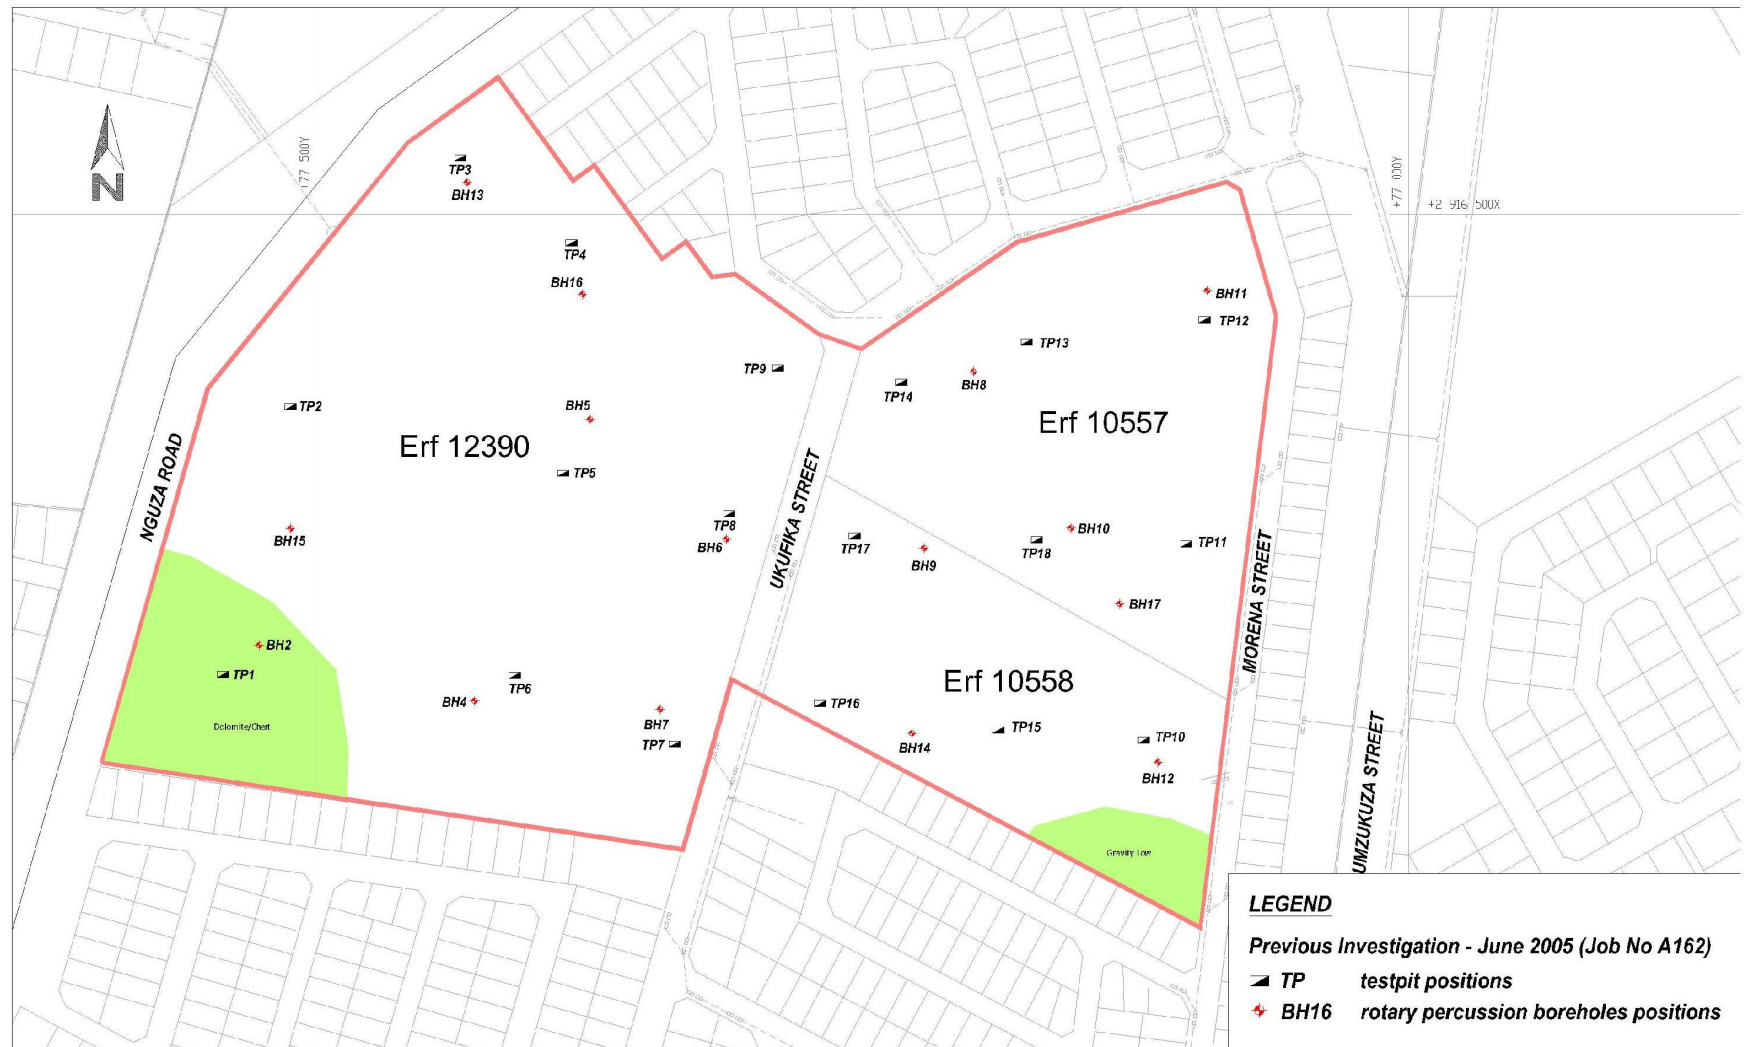 +77 500Y
+77 000Y
+2 916 500X
N
TP3
BH13
TP4
BH16
BH11
TP12
TP13
TP9
BH8
TP14
TP2
BH5
Erf 12390
Erf 10557
TP5
NGUZA ROAD
UKUFIKA STREET
TP8
BH6
BH15
TP17
BH9
TP18
BH10
TP11
BH17
MORENA STREET
BH2
TP1
TP6
BH4
BH7
TP7
Dolomite/Chert
Erf 10558
TP16
BH14
TP15
TP10
BH12
UMZUKUZA STREET
Gravity Low
LEGEND
Previous Investigation - June 2005 (Job No A162)
TP testpit positions
BH16 rotary percussion boreholes positions